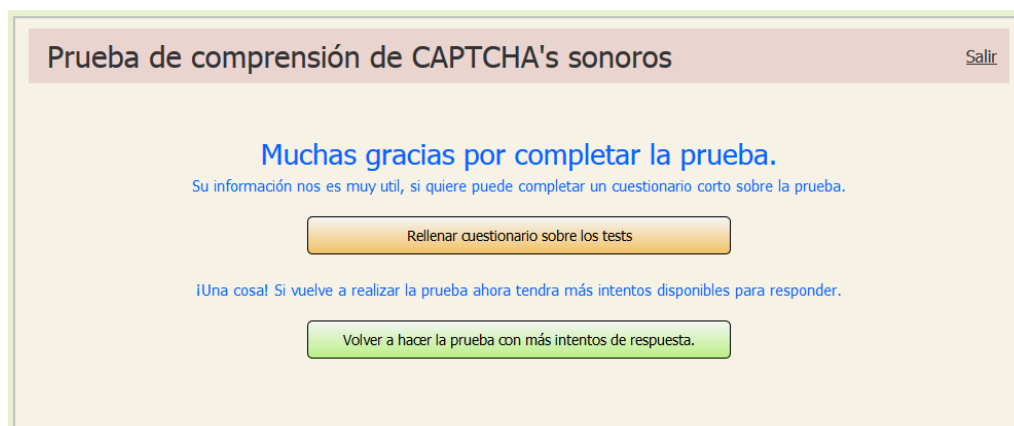 Prueba de comprensión de CAPTCHA's sonoros
Salir
Muchas gracias por completar la prueba.
Su información nos es muy util, si quiere puede completar un cuestionario corto sobre la prueba.
Rellenar cuestionario sobre los tests
¡Una cosa! Si vuelve a realizar la prueba ahora tendra más intentos disponibles para responder.
Volver a hacer la prueba con más intentos de respuesta.